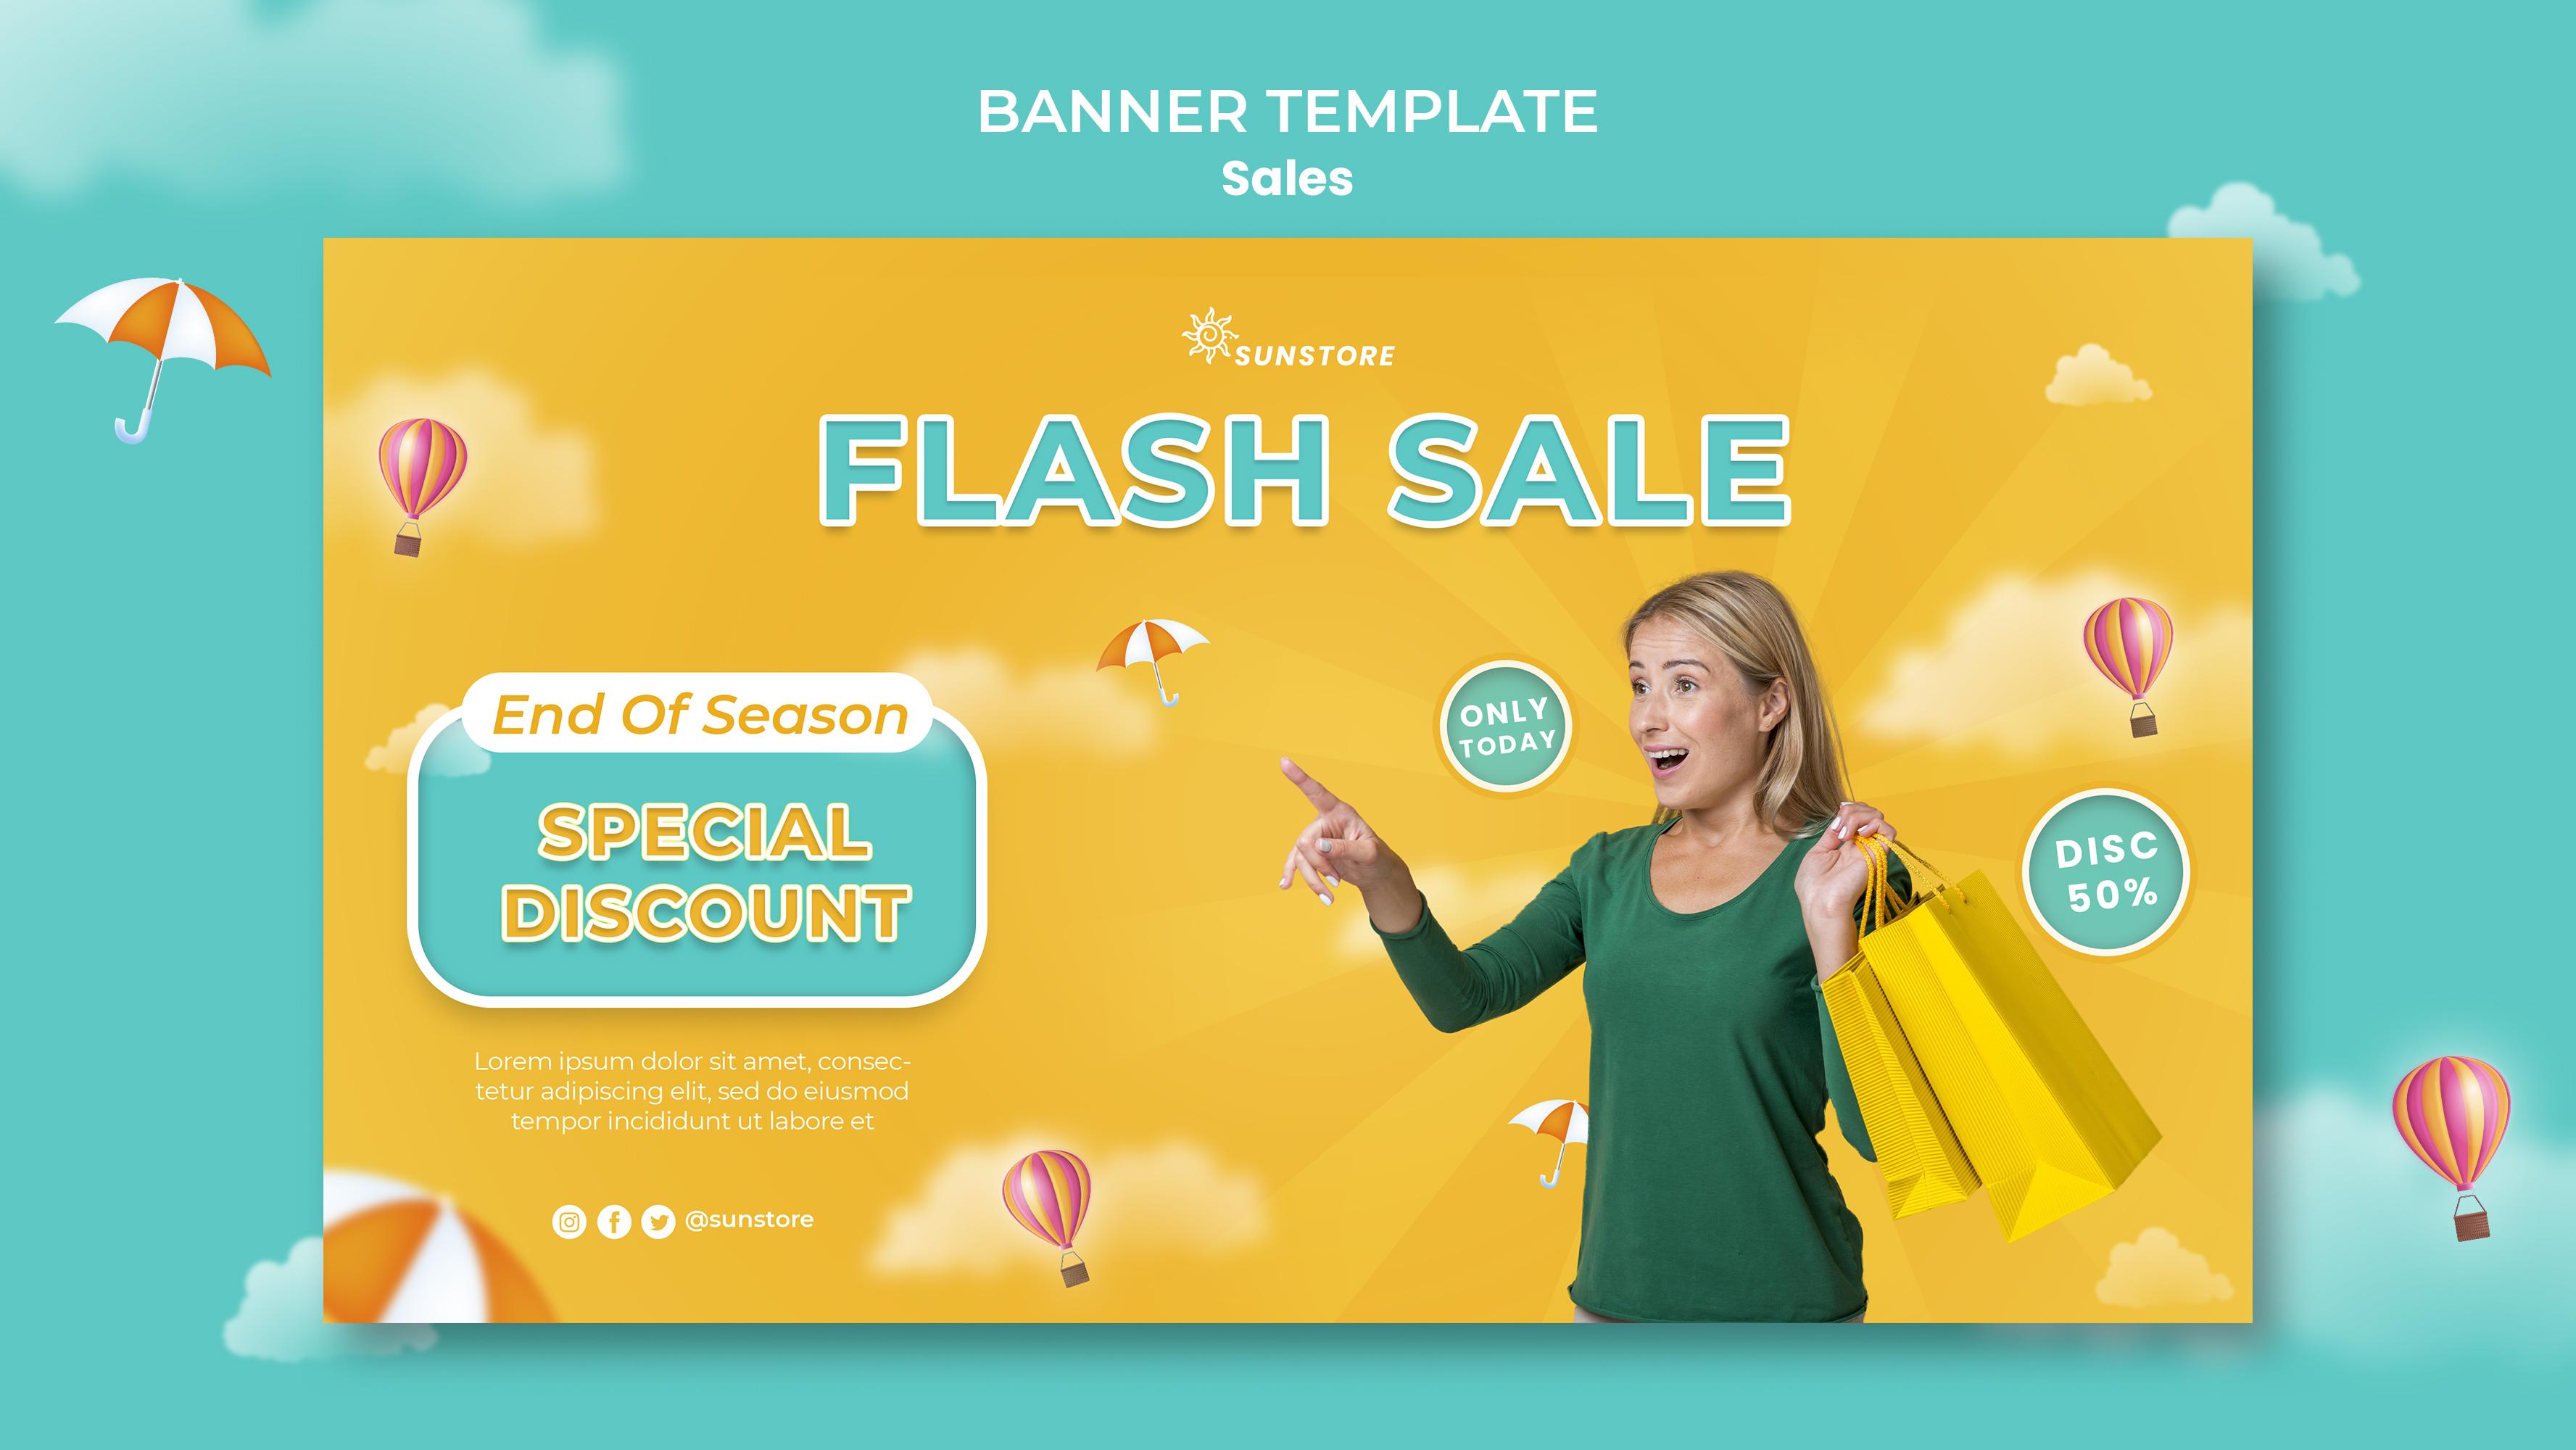 BANNER TEMPLATE
Sales
SUNSTORE
FLASH SALE
End Of Season
SPECIAL
DISCOUNT
ONLY
TODAY
DISC
50%
Lorem ipsum dolor sit amet, consec-
tetur adipiscing elit, sed do eiusmod
tempor incididunt ut labore et
@sunstore